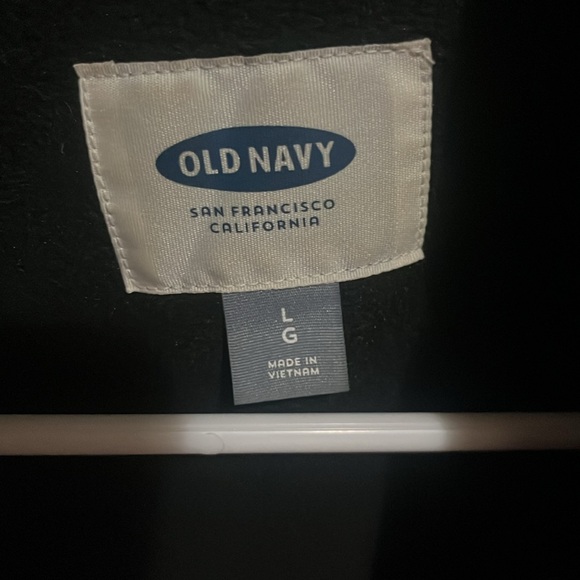 OLD NAVY
SAN FRANCISCO
CALIFORNIA
L
G
MADE IN
VIETNAM